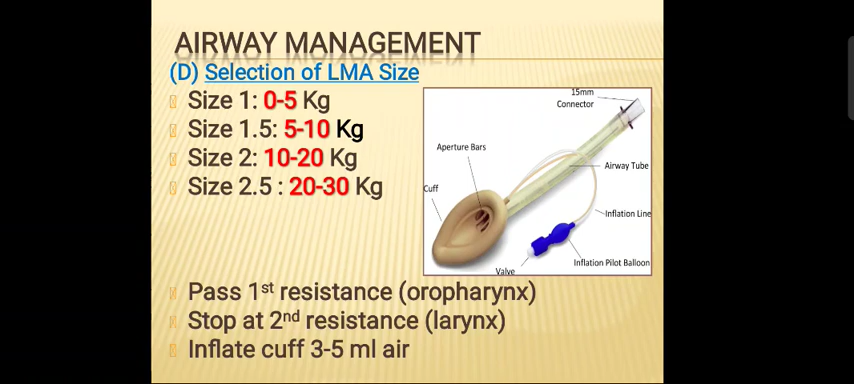 AIRWAY MANAGEMENT
(D) Selection of LMA Size
Size 1: 0-5 Kg
Size 1.5: 5-10 Kg
Size 2: 10-20 Kg
Size 2.5 : 20-30 Kg
15mm
Connector
Aperture Bars
Airway Tube
Cuff
Inflation Line
Inflation Pilot Balloon
Valve
Pass 1st resistance (oropharynx)
Stop at 2nd resistance (larynx)
Inflate cuff 3-5 ml air